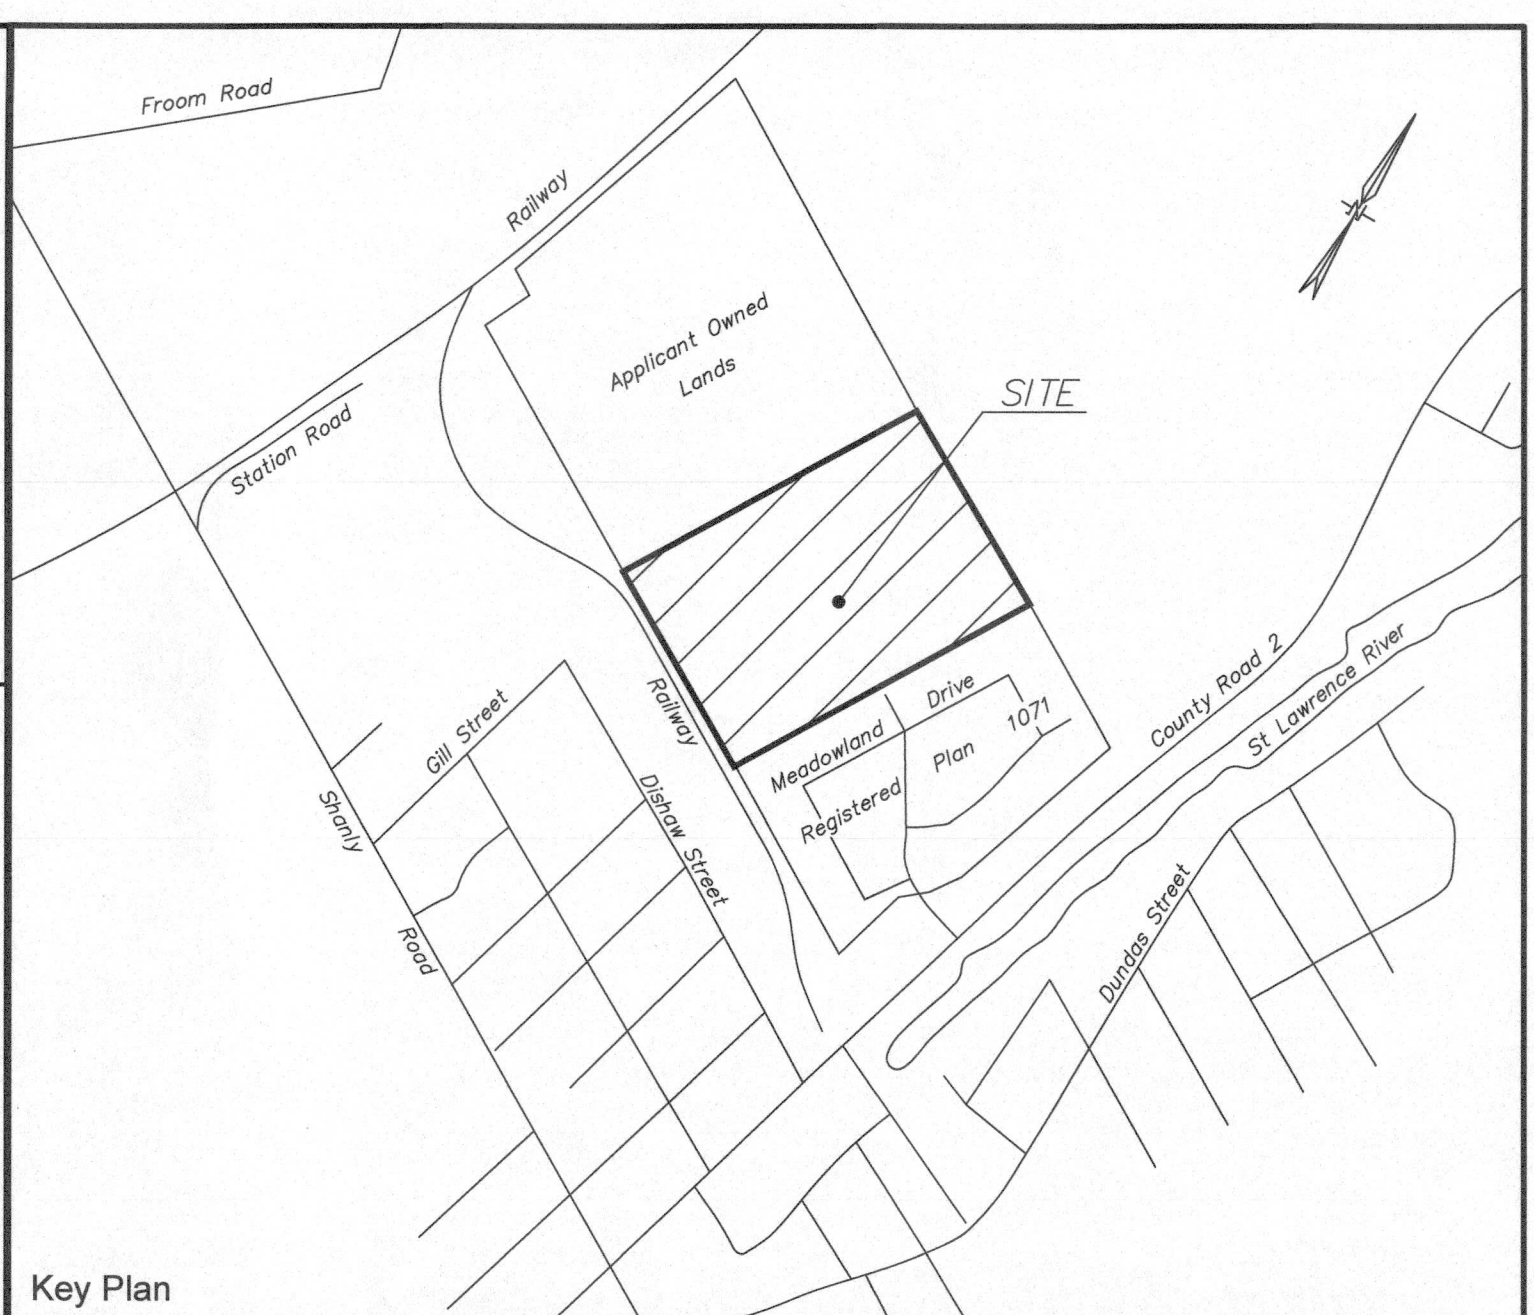 Froom Road
Railway
Applicant Owned
Lands
N
SITE
Station Road
County Road 2
St Lawrence River
Railway
Drive
Meadowland
Plan 1071
Registered
Gill Street
Dishaw Street
Shanly
Road
Dundas Street
Key Plan